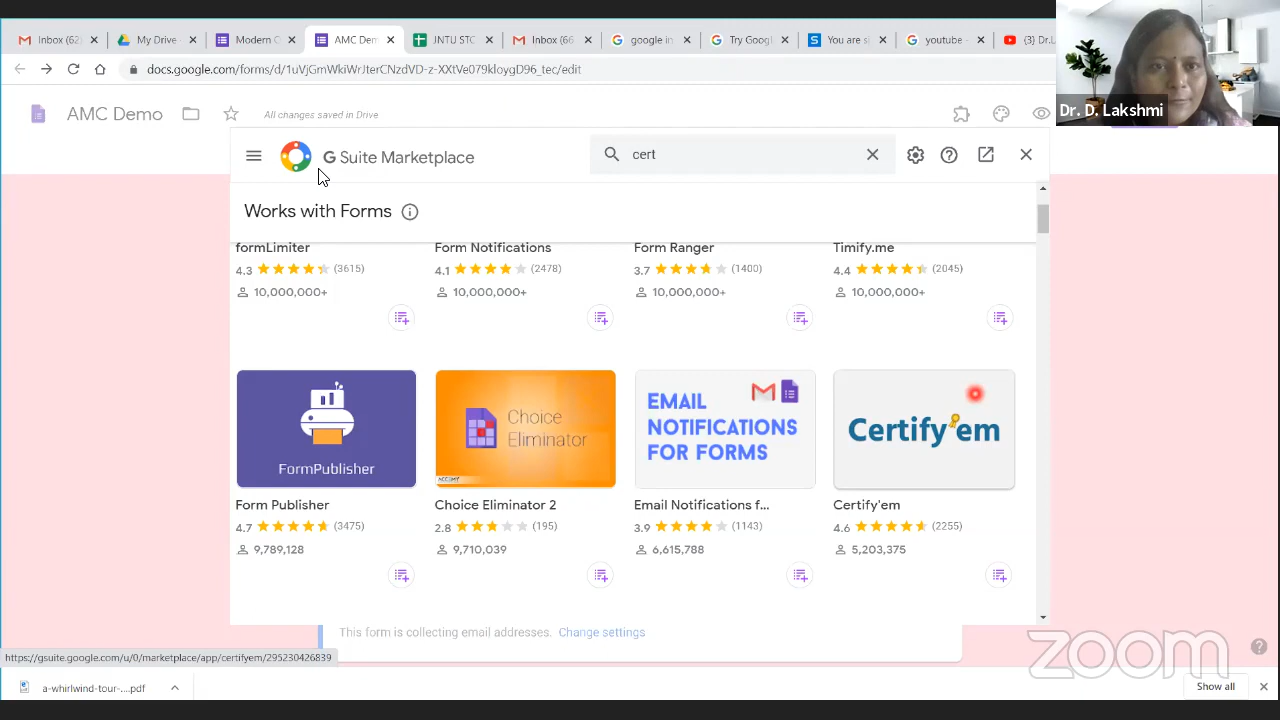 Inbox (62
My Drive -
Modern C
AMC Dem
JNTU STC
Inbox (66
google in
Try Googl
You are s
youtube -
(3) Dr.L
docs.google.com/forms/d/1uVjGmWkiWrJterCNzdVD-z-XXtVe079kloygD96_tec/edit
Dr. D. Lakshmi
AMC Demo
All changes saved in Drive
G Suite Marketplace
cert
Works with Forms
formLimiter
Form Notifications
Form Ranger
Timify.me
4.3 (3615)
4.1 (2478)
3.7 (1400)
4.4 (2045)
10,000,000+
10,000,000+
10,000,000+
10,000,000+
FormPublisher
Choice
Eliminator
EMAIL
NOTIFICATIONS
FOR FORMS
Certify'em
Form Publisher
Choice Eliminator 2
Email Notifications f...
Certify'em
4.7 (3475)
2.8 (195)
3.9 (1143)
4.6 (2255)
9,789,128
9,710,039
6,615,788
5,203,375
This form is collecting email addresses. Change settings
https://gsuite.google.com/u/0/marketplace/app/certifyem/295230426839
zoom
a-whirlwind-tour-....pdf
Show all